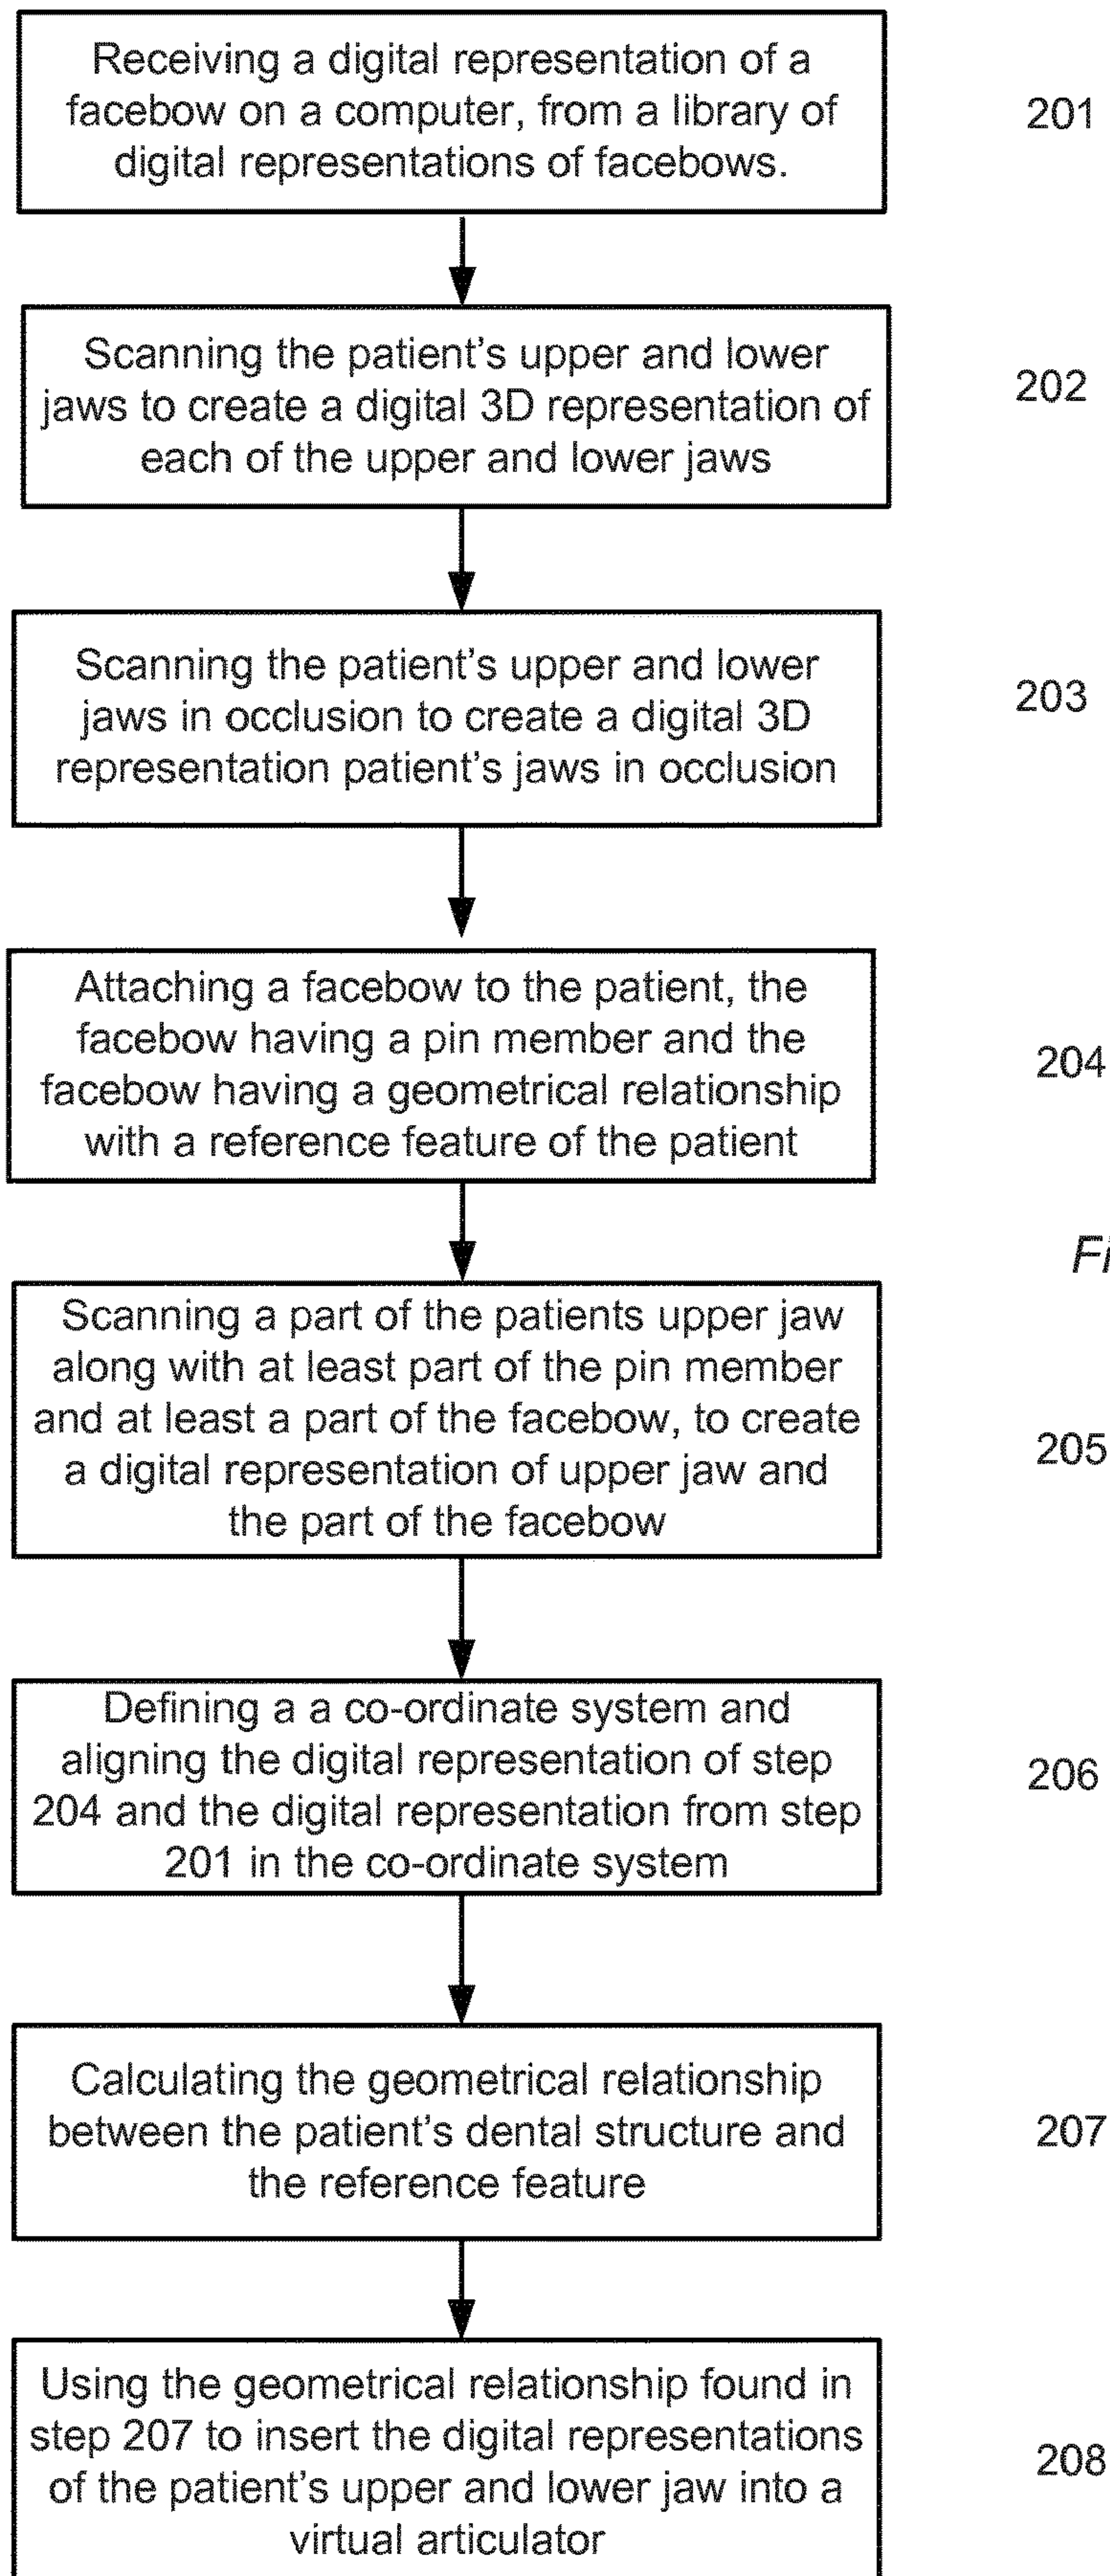 Receiving a digital representation of a
facebow on a computer, from a library of
digital representations of facebows.
201
Scanning the patient's upper and lower
jaws to create a digital 3D representation of
each of the upper and lower jaws
202
Scanning the patient's upper and lower
jaws in occlusion to create a digital 3D
representation patient's jaws in occlusion
203
Attaching a facebow to the patient, the
facebow having a pin member and the
facebow having a geometrical relationship
with a reference feature of the patient
204
Fi
Scanning a part of the patients upper jaw
along with at least part of the pin member
and at least a part of the facebow, to create
a digital representation of upper jaw and
the part of the facebow
205
Defining a a co-ordinate system and
aligning the digital representation of step
204 and the digital representation from step
201 in the co-ordinate system
206
Calculating the geometrical relationship
between the patient's dental structure and
the reference feature
207
Using the geometrical relationship found in
step 207 to insert the digital representations
of the patient's upper and lower jaw into a
virtual articulator
208